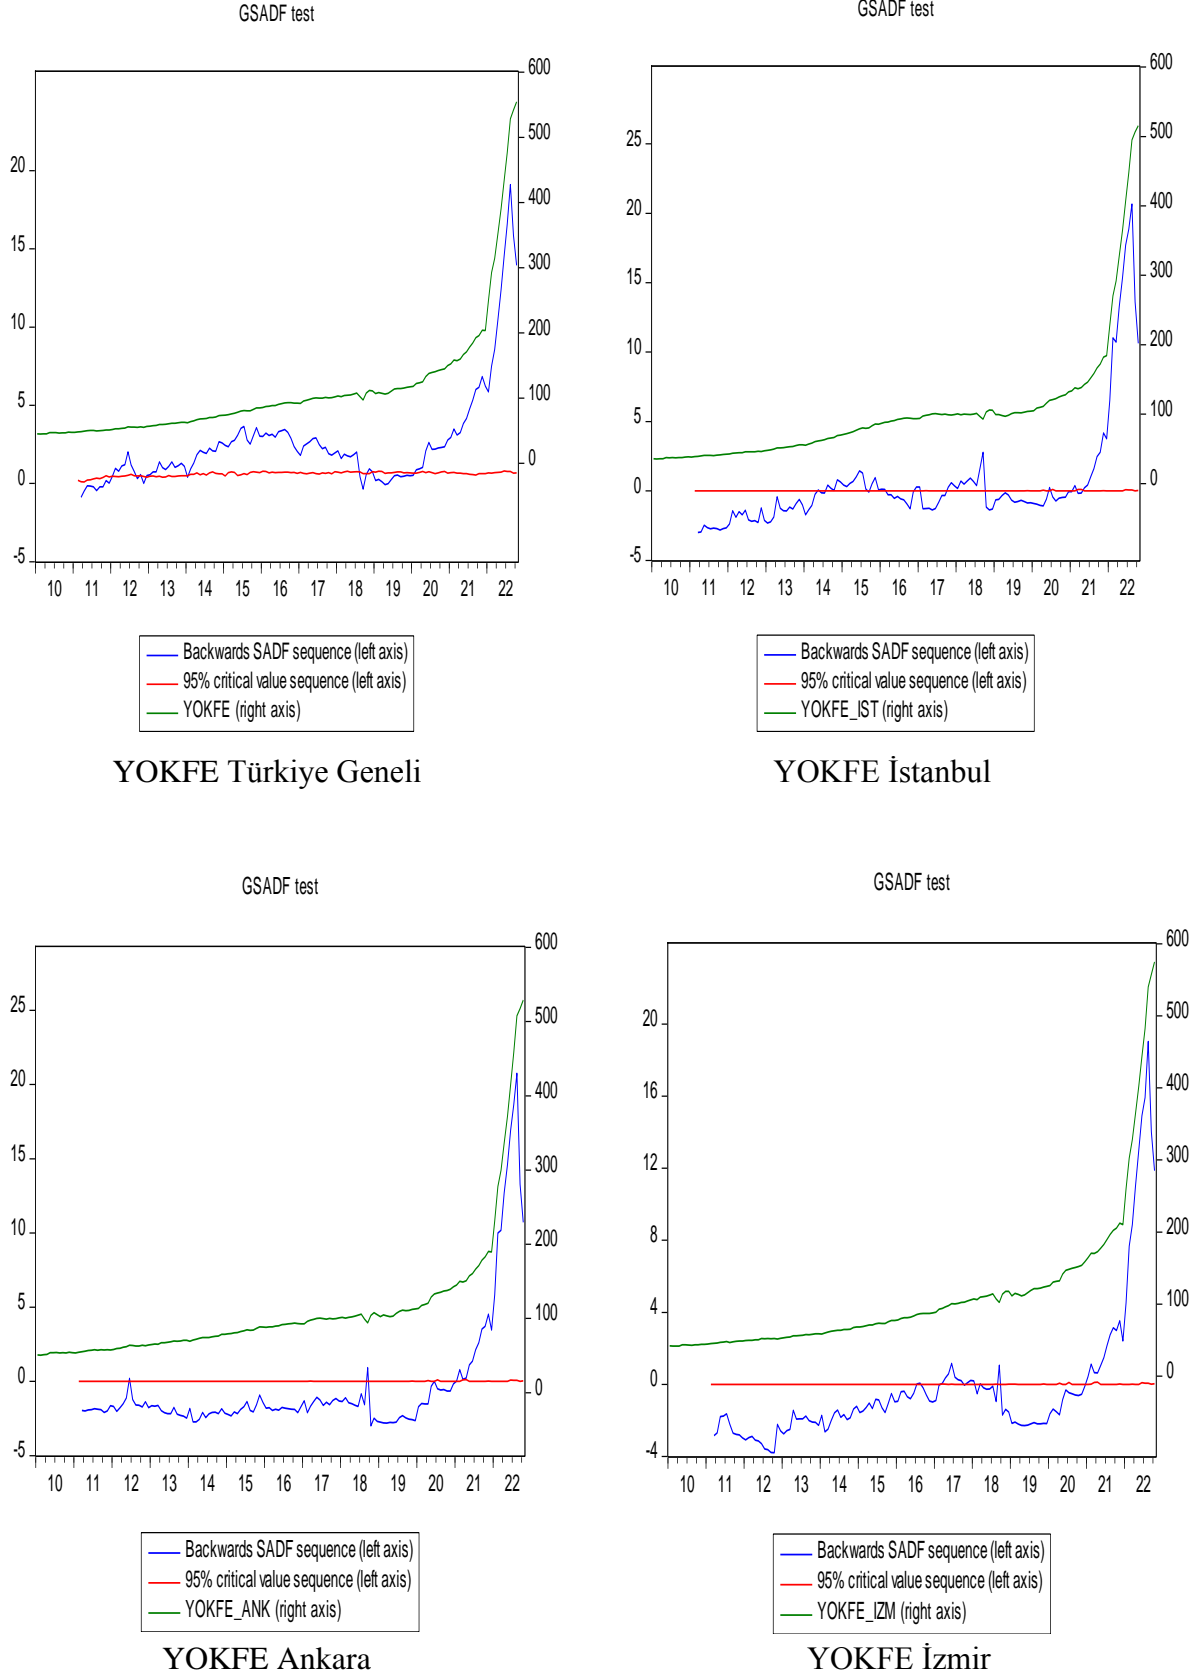 GSADF test
600
500
400
300
200
100
0
20
15
10
5
0
-5
10 11 12 13 14 15 16 17 18 19 20 21 22
Backwards SADF sequence (left axis)
95% critical value sequence (left axis)
YOKFE (right axis)
YOKFE Türkiye Geneli
GSADF test
600
500
400
300
200
100
0
25
20
15
10
5
0
-5
10 11 12 13 14 15 16 17 18 19 20 21 22
Backwards SADF sequence (left axis)
95% critical value sequence (left axis)
YOKFE_IST (right axis)
YOKFE İstanbul
GSADF test
600
500
400
300
200
100
0
25
20
15
10
5
0
-5
10 11 12 13 14 15 16 17 18 19 20 21 22
Backwards SADF sequence (left axis)
95% critical value sequence (left axis)
YOKFE_ANK (right axis)
YOKFE Ankara
GSADF test
600
500
400
300
200
100
0
20
16
12
8
4
0
-4
10 11 12 13 14 15 16 17 18 19 20 21 22
Backwards SADF sequence (left axis)
95% critical value sequence (left axis)
YOKFE_IZM (right axis)
YOKFE İzmir